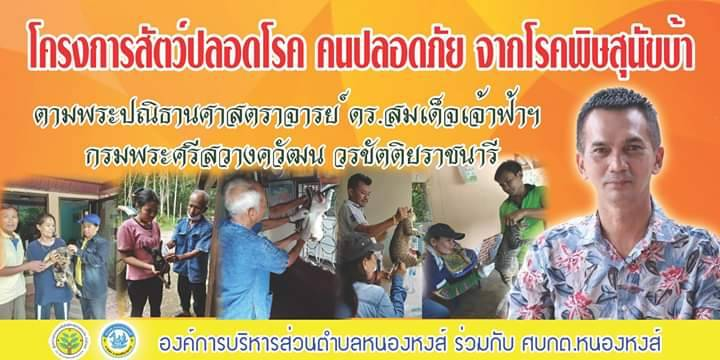 โครงการสัตว์ปลอดโรค คนปลอดภัย จากโรคพิษสุนัขบ้า
ตามพระปณิธานศาสตราจารย์ ดร.สมเด็จเจ้าฟ้าฯ
กรมพระศรีสวางควัฒน วรขัตติยราชนารี
องค์การบริหารส่วนตำบลหนองหงส์ ร่วมกับ ศบกต.หนองหงส์